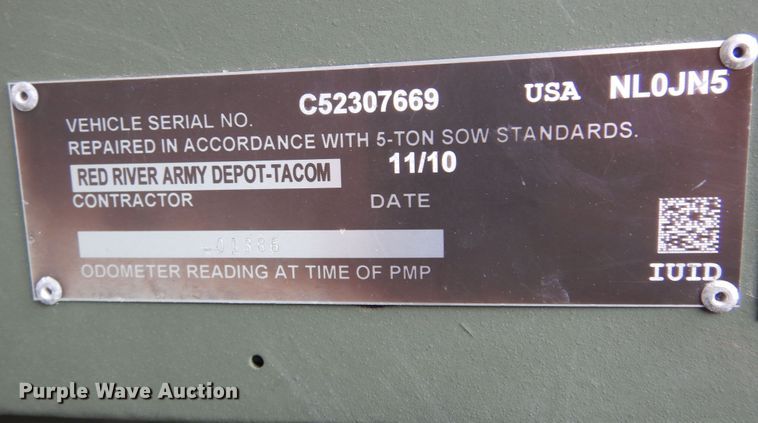 VEHICLE SERIAL NO. C52307669 USA NL0JN5
REPAIRED IN ACCORDANCE WITH 5-TON SOW STANDARDS.
RED RIVER ARMY DEPOT-TACOM 11/10
CONTRACTOR DATE
ODOMETER READING AT TIME OF PMP
IUID
Purple Wave Auction